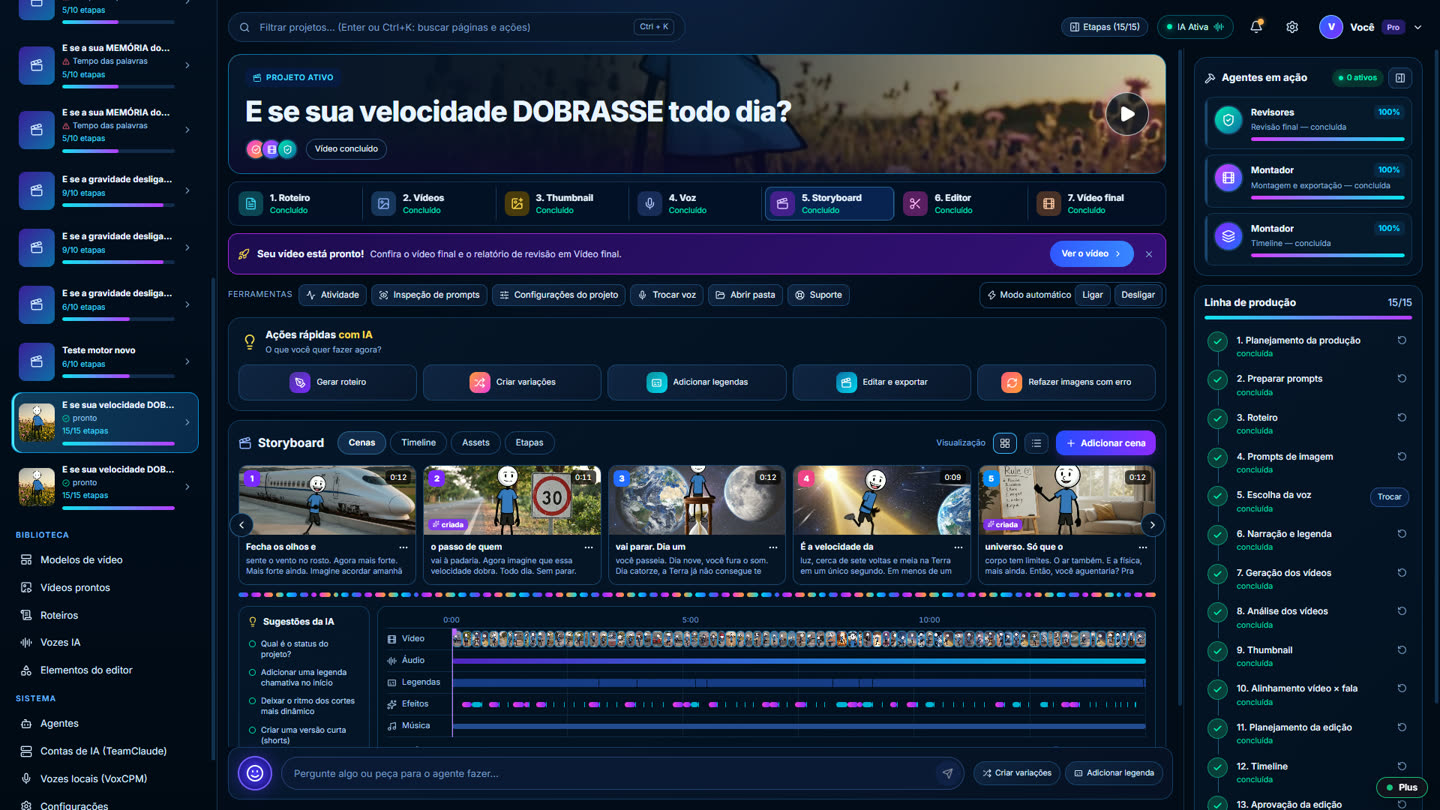 5/10 etapas
E se a sua MEMÓRIA do...
Tempo das palavras
5/10 etapas
E se a sua MEMÓRIA do...
Tempo das palavras
5/10 etapas
E se a gravidade desliga...
9/10 etapas
E se a gravidade desliga...
9/10 etapas
E se a gravidade desliga...
6/10 etapas
Teste motor novo
6/10 etapas
E se sua velocidade DOB...
pronto
15/15 etapas
E se sua velocidade DOB...
pronto
15/15 etapas
BIBLIOTECA
Modelos de vídeo
Vídeos prontos
Roteiros
Vozes IA
Elementos do editor
SISTEMA
Agentes
Contas de IA (TeamClaude)
Vozes locais (VoxCPM)
Configurações
Filtrar projetos... (Enter ou Ctrl+K: buscar páginas e ações)
Ctrl + K
Etapas (15/15)
IA Ativa
V
Você
Pro
PROJETO ATIVO
E se sua velocidade DOBRASSE todo dia?
Vídeo concluído
1. Roteiro
Concluído
2. Vídeos
Concluído
3. Thumbnail
Concluído
4. Voz
Concluído
5. Storyboard
Concluído
6. Editor
Concluído
7. Vídeo final
Concluído
Seu vídeo está pronto! Confira o vídeo final e o relatório de revisão em Vídeo final.
Ver o vídeo
FERRAMENTAS
Atividade
Inspeção de prompts
Configurações do projeto
Trocar voz
Abrir pasta
Suporte
Modo automático
Ligar
Desligar
Ações rápidas com IA
O que você quer fazer agora?
Gerar roteiro
Criar variações
Adicionar legendas
Editar e exportar
Refazer imagens com erro
Storyboard
Cenas
Timeline
Assets
Etapas
Visualização
Adicionar cena
1
0:12
Fecha os olhos e
sente o vento no rosto. Agora mais forte.
Mais forte ainda. Imagine acordar amanhã
2
0:11
30
criada
o passo de quem
vai à padaria. Agora imagine que essa
velocidade dobra. Todo dia. Sem parar.
3
0:12
vai parar. Dia um
você passeia. Dia nove, você fura o som.
Dia catorze, a Terra já não consegue te
4
0:09
É a velocidade da
luz, cerca de sete voltas e meia na Terra
em um único segundo. Em menos de um
5
0:12
criada
universo. Só que o
corpo tem limites. O ar também. E a física,
mais ainda. Então, você aguentaria? Pra
Sugestões da IA
Qual é o status do
projeto?
Adicionar uma legenda
chamativa no início
Deixar o ritmo dos cortes
mais dinâmico
Criar uma versão curta
(shorts)
0:00
5:00
10:00
Vídeo
Áudio
Legendas
Efeitos
Música
Pergunte algo ou peça para o agente fazer...
Criar variações
Adicionar legenda
Agentes em ação
0 ativos
Revisores
100%
Revisão final — concluída
Montador
100%
Montagem e exportação — concluída
Montador
100%
Timeline — concluída
Linha de produção
15/15
1. Planejamento da produção
concluída
2. Preparar prompts
concluída
3. Roteiro
concluída
4. Prompts de imagem
concluída
5. Escolha da voz
concluída
Trocar
6. Narração e legenda
concluída
7. Geração dos vídeos
concluída
8. Análise dos vídeos
concluída
9. Thumbnail
concluída
10. Alinhamento vídeo × fala
concluída
11. Planejamento da edição
concluída
12. Timeline
concluída
13. Aprovação da edição
Plus